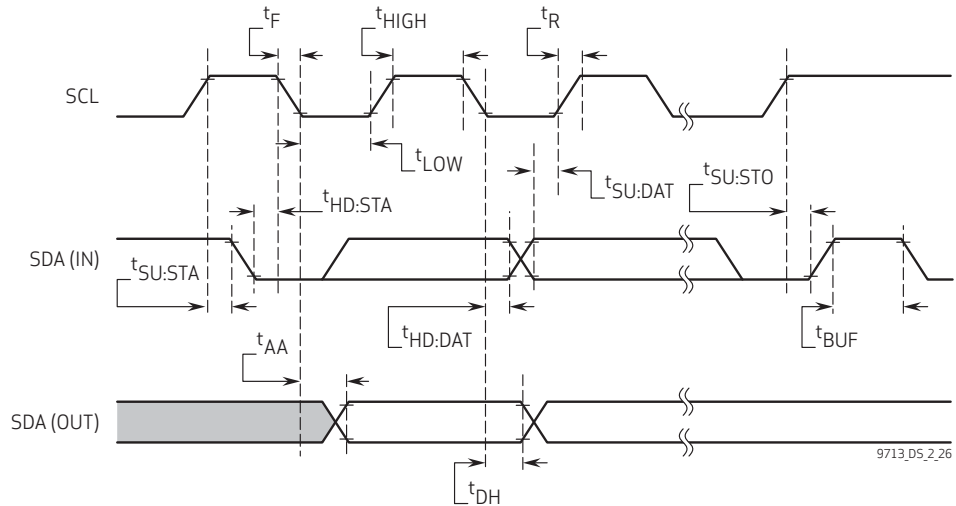 tF
tHIGH
tR
SCL
tLOW
tSU:DAT
tSU:STO
tHD:STA
SDA (IN)
tSU:STA
tHD:DAT
tBUF
tAA
SDA (OUT)
9713_DS_2_26
tDH